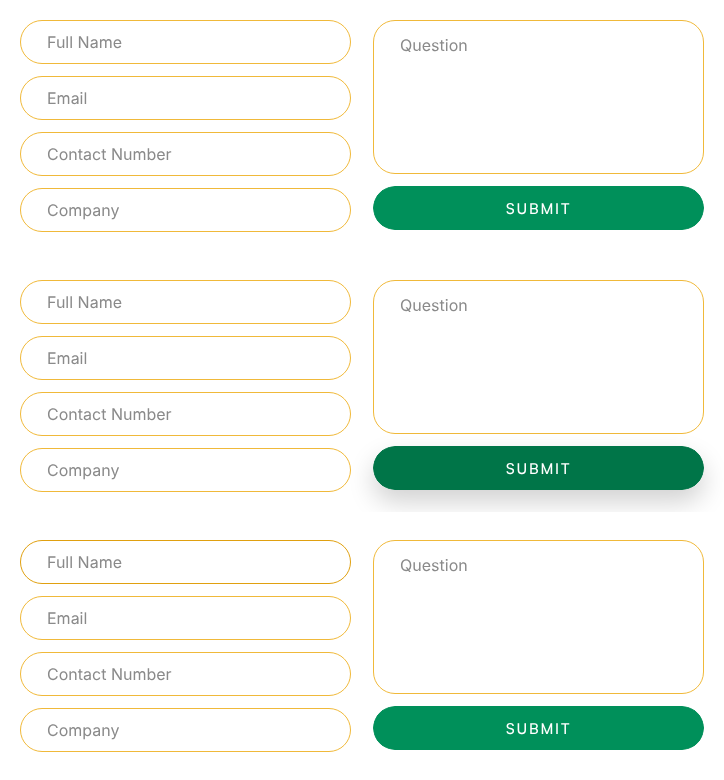 Full Name
Email
Contact Number
Company
Question
SUBMIT
Full Name
Email
Contact Number
Company
Question
SUBMIT
Full Name
Email
Contact Number
Company
Question
SUBMIT